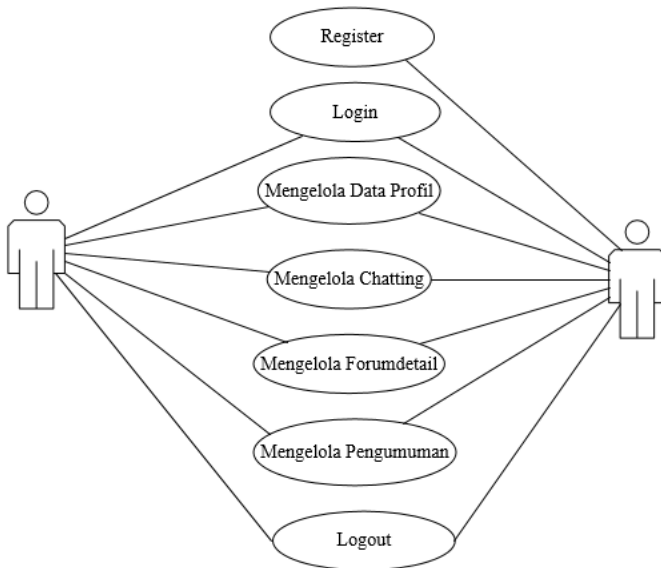 Register
Login
Mengelola Data Profil
Mengelola Chatting
Mengelola Forumdetail
Mengelola Pengumuman
Logout